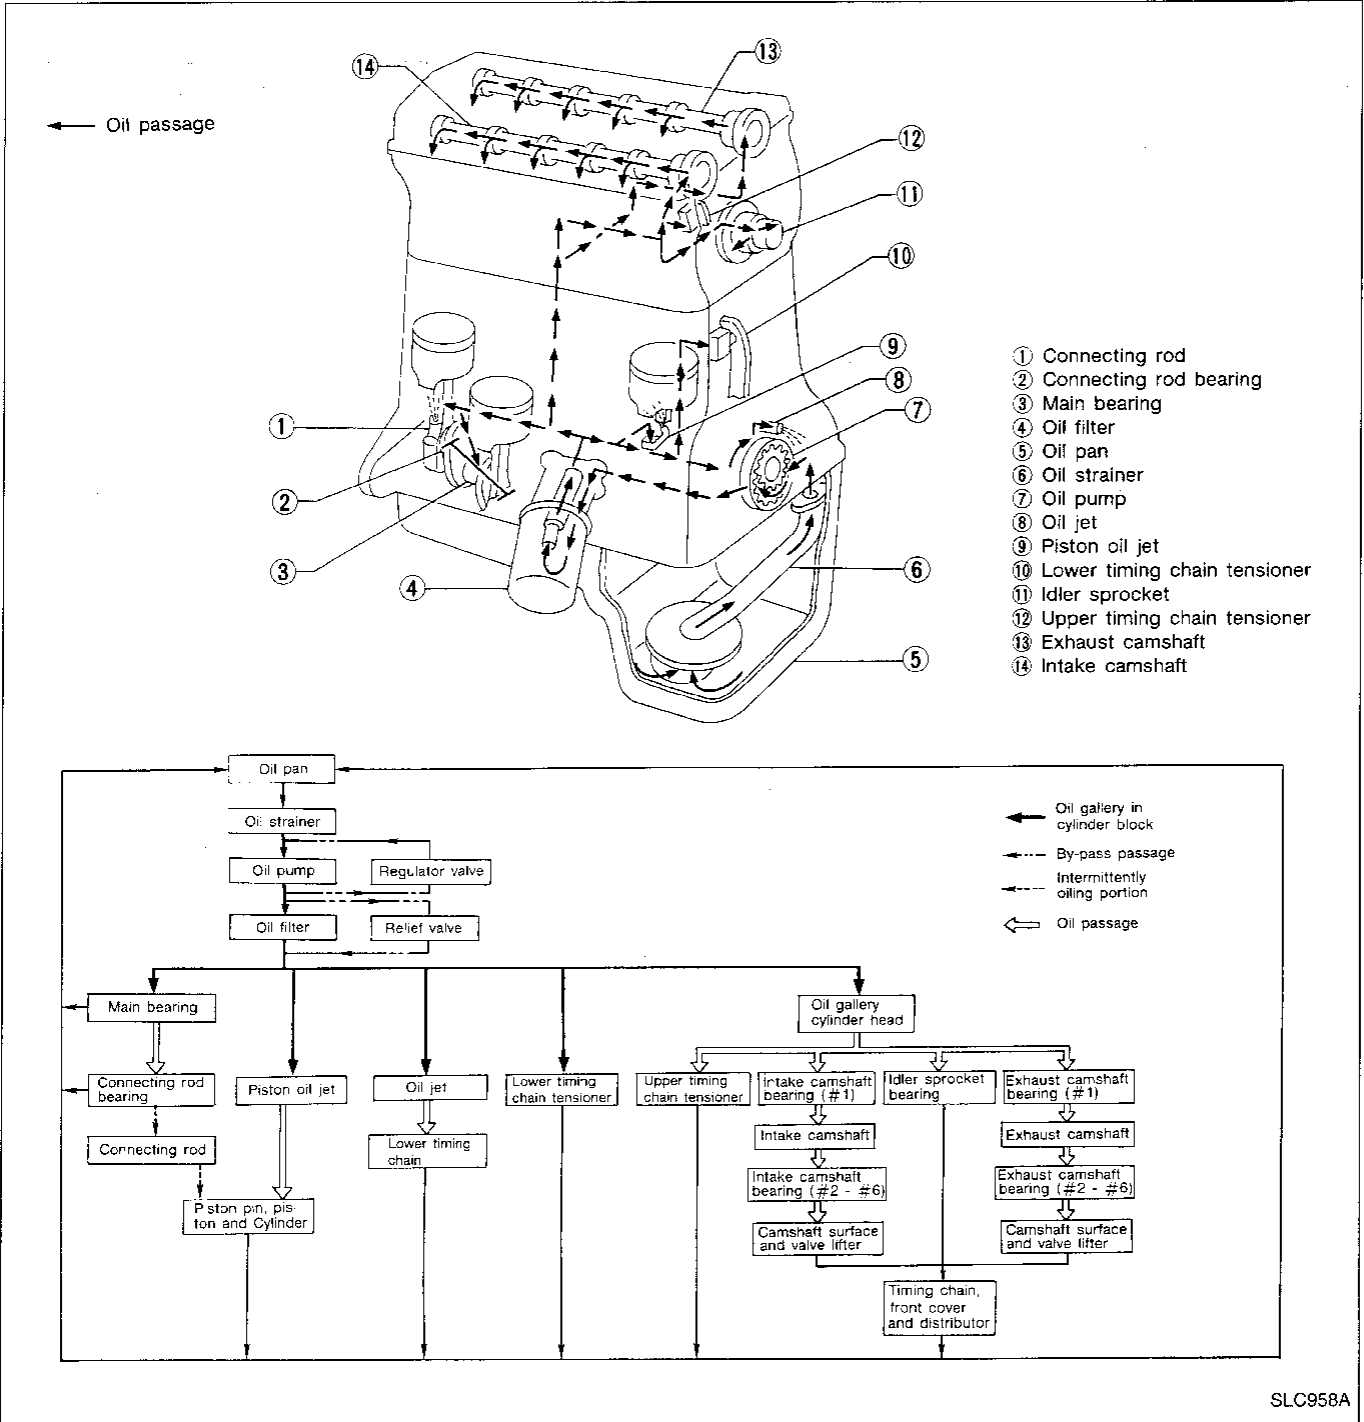 Oil passage
14
13
12
11
10
9
8
7
6
5
1
2
3
4
1 Connecting rod
2 Connecting rod bearing
3 Main bearing
4 Oil filter
5 Oil pan
6 Oil strainer
7 Oil pump
8 Oil jet
9 Piston oil jet
10 Lower timing chain tensioner
11 Idler sprocket
12 Upper timing chain tensioner
13 Exhaust camshaft
14 Intake camshaft
Oil pan
Oil strainer
Oil pump
Regulator valve
Oil filter
Relief valve
Oil gallery in
cylinder block
By-pass passage
Intermittently
oiling portion
Oil passage
Main bearing
Oil gallery
cylinder head
Connecting rod
bearing
Piston oil jet
Oil jet
Lower timing
chain tensioner
Upper timing
chain tensioner
Intake camshaft
bearing (#1)
Idler sprocket
bearing
Exhaust camshaft
bearing (#1)
Connecting rod
Lower timing
chain
Intake camshaft
Exhaust camshaft
Intake camshaft
bearing (#2 - #6)
Exhaust camshaft
bearing (#2 - #6)
Piston pin, pis-
ton and Cylinder
Camshaft surface
and valve lifter
Camshaft surface
and valve lifter
Timing chain,
front cover
and distributor
SLC958A